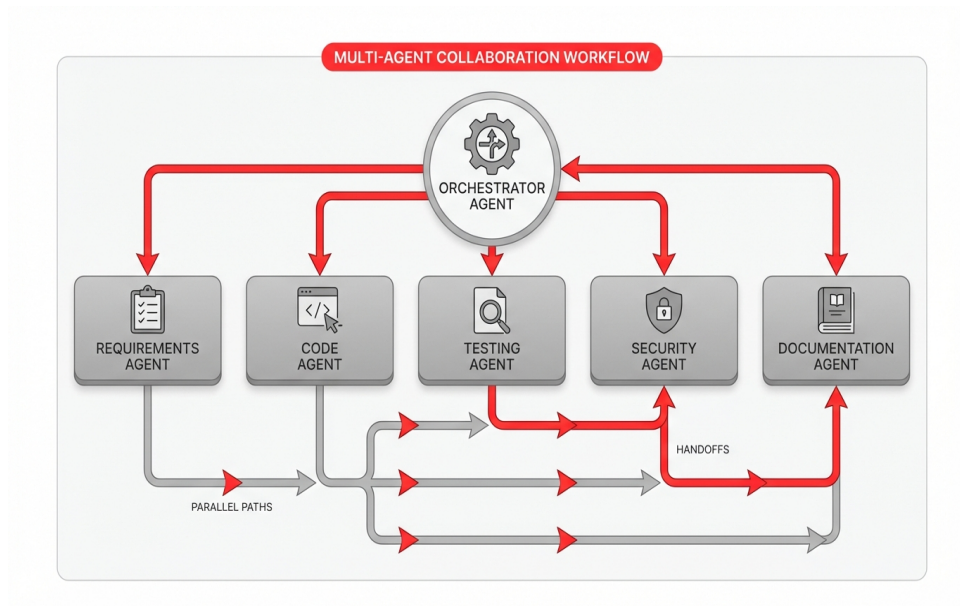 MULTI-AGENT COLLABORATION WORKFLOW
ORCHESTRATOR
AGENT
REQUIREMENTS
AGENT
</>
CODE
AGENT
TESTING
AGENT
SECURITY
AGENT
DOCUMENTATION
AGENT
HANDOFFS
PARALLEL PATHS